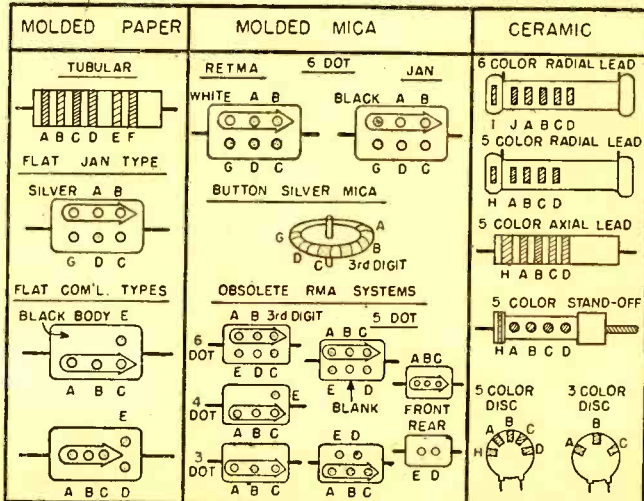 MOLDED PAPER
TUBULAR
A B C D E F
FLAT JAN TYPE
SILVER A B
G D C
FLAT COM'L. TYPES
BLACK BODY E
A B C
E
A B C D
MOLDED MICA
RETMA 6 DOT JAN
WHITE A B
G D C
BLACK A B
G D C
BUTTON SILVER MICA
A
G B
D C 3rd DIGIT
OBSOLETE RMA SYSTEMS
A B 3rd DIGIT
6 DOT
E D C
5 DOT
A B C
E D
BLANK
A B C
FRONT
REAR
E D
4 DOT
E
A B C
3 DOT
A B C
E D
A B C
CERAMIC
6 COLOR RADIAL LEAD
I J A B C D
5 COLOR RADIAL LEAD
H A B C D
5 COLOR AXIAL LEAD
H A B C D
5 COLOR STAND-OFF
H A B C D
5 COLOR DISC
H A B C D
3 COLOR DISC
A B C